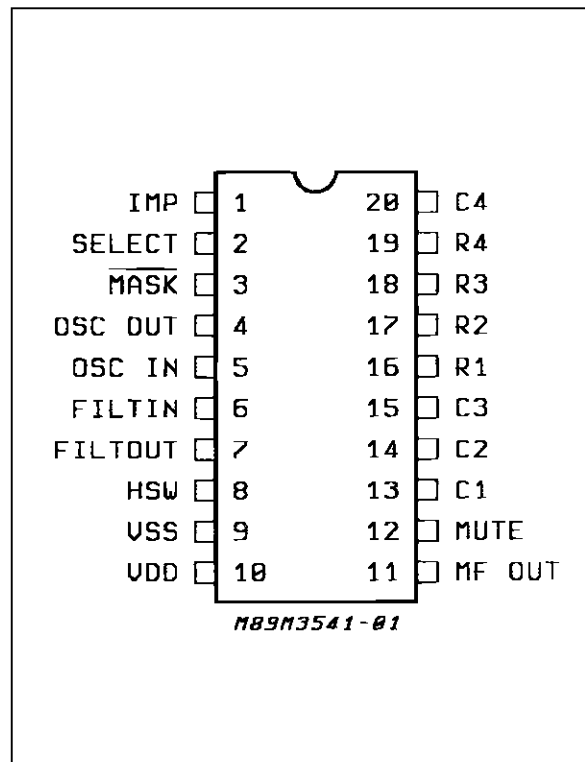 IMP 1 20 C4
SELECT 2 19 R4
MASK 3 18 R3
OSC OUT 4 17 R2
OSC IN 5 16 R1
FILTIN 6 15 C3
FILTOUT 7 14 C2
HSW 8 13 C1
VSS 9 12 MUTE
VDD 10 11 MF OUT
M89M3541-01